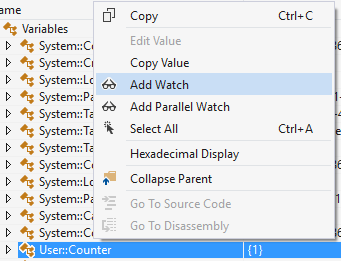 ame
Variables
System::Co
System::Cr
System::Lo
System::Pa
System::Ta
System::Ta
System::Ta
System::Co
System::Lo
System::Pa
System::Ca
System::Co
User::Counter {1}
Copy Ctrl+C
Edit Value
Copy Value
Add Watch
Add Parallel Watch
Select All Ctrl+A
Hexadecimal Display
Collapse Parent
Go To Source Code
Go To Disassembly